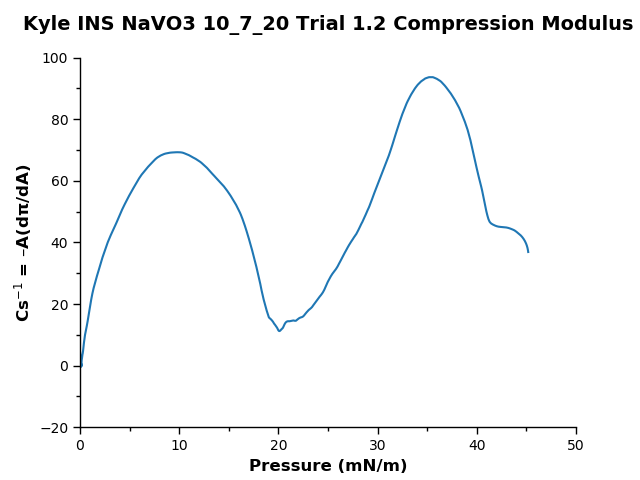 Kyle INS NaVO3 10_7_20 Trial 1.2 Compression Modulus
100
80
60
40
20
0
−20
Cs⁻¹ = –A(dπ/dA)
0 10 20 30 40 50
Pressure (mN/m)